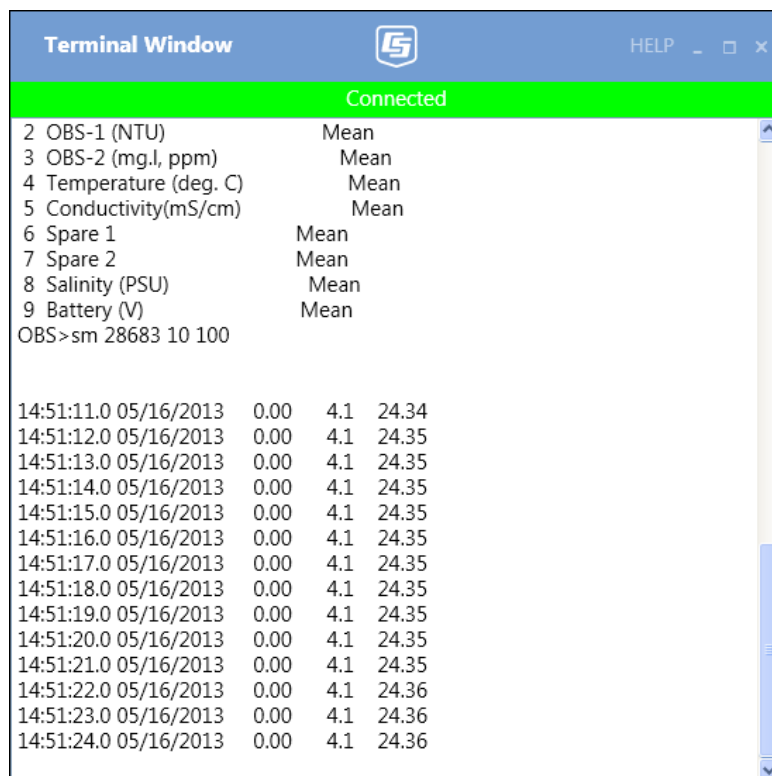 Terminal Window
HELP
Connected
2 OBS-1 (NTU) Mean
3 OBS-2 (mg.l, ppm) Mean
4 Temperature (deg. C) Mean
5 Conductivity(mS/cm) Mean
6 Spare 1 Mean
7 Spare 2 Mean
8 Salinity (PSU) Mean
9 Battery (V) Mean
OBS>sm 28683 10 100
14:51:11.0 05/16/2013 0.00 4.1 24.34
14:51:12.0 05/16/2013 0.00 4.1 24.35
14:51:13.0 05/16/2013 0.00 4.1 24.35
14:51:14.0 05/16/2013 0.00 4.1 24.35
14:51:15.0 05/16/2013 0.00 4.1 24.35
14:51:16.0 05/16/2013 0.00 4.1 24.35
14:51:17.0 05/16/2013 0.00 4.1 24.35
14:51:18.0 05/16/2013 0.00 4.1 24.35
14:51:19.0 05/16/2013 0.00 4.1 24.35
14:51:20.0 05/16/2013 0.00 4.1 24.35
14:51:21.0 05/16/2013 0.00 4.1 24.35
14:51:22.0 05/16/2013 0.00 4.1 24.36
14:51:23.0 05/16/2013 0.00 4.1 24.36
14:51:24.0 05/16/2013 0.00 4.1 24.36